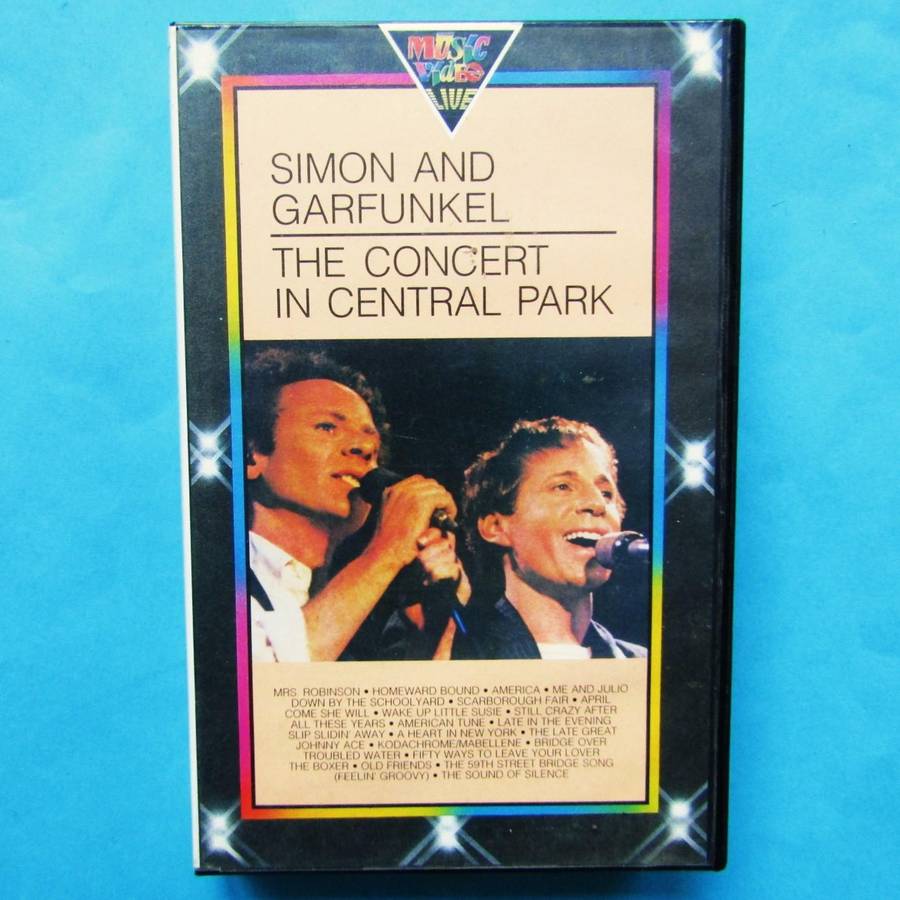 MUSIC
VIDEO
LIVE
SIMON AND
GARFUNKEL
THE CONCERT
IN CENTRAL PARK
MRS. ROBINSON • HOMEWARD BOUND • AMERICA • ME AND JULIO
DOWN BY THE SCHOOLYARD • SCARBOROUGH FAIR • APRIL
COME SHE WILL • WAKE UP LITTLE SUSIE • STILL CRAZY AFTER
ALL THESE YEARS • AMERICAN TUNE • LATE IN THE EVENING
SLIP SLIDIN' AWAY • A HEART IN NEW YORK • THE LATE GREAT
JOHNNY ACE • KODACHROME/MABELLENE • BRIDGE OVER
TROUBLED WATER • FIFTY WAYS TO LEAVE YOUR LOVER
THE BOXER • OLD FRIENDS • THE 59TH STREET BRIDGE SONG
(FEELIN' GROOVY) • THE SOUND OF SILENCE